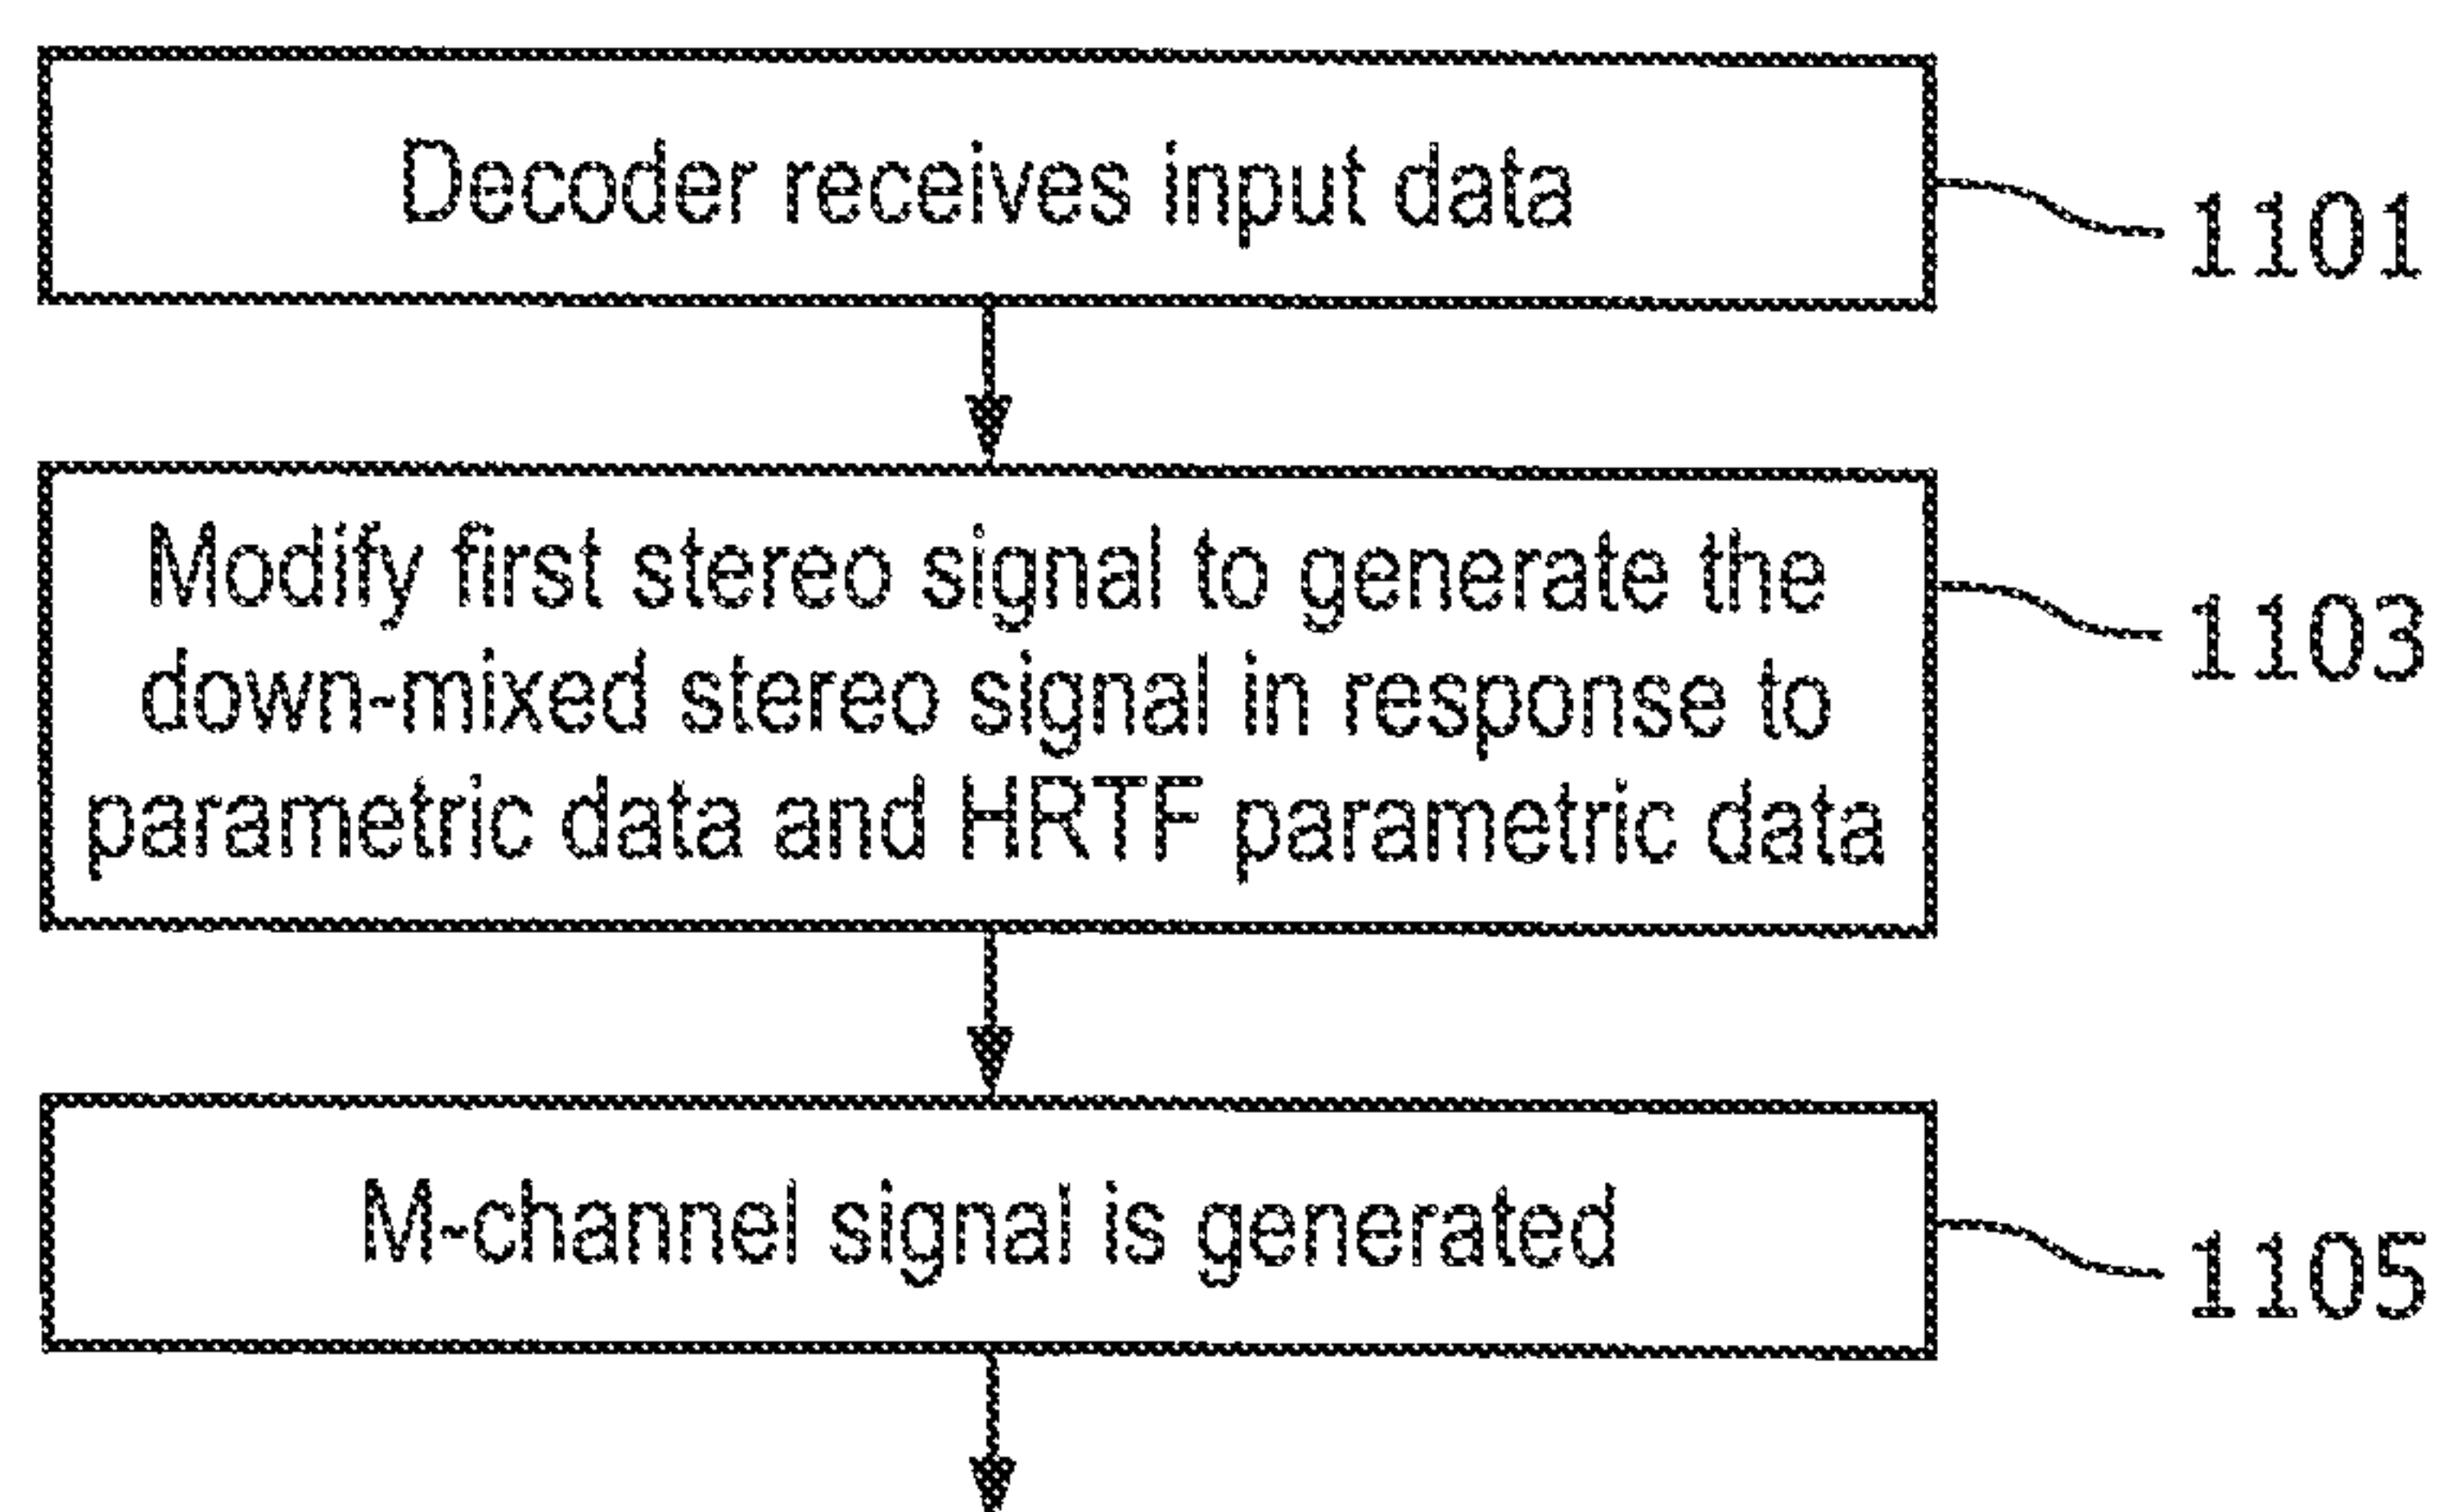 Decoder receives input data
1101
Modify first stereo signal to generate the
down-mixed stereo signal in response to
parametric data and HRTF parametric data
1103
M-channel signal is generated
1105